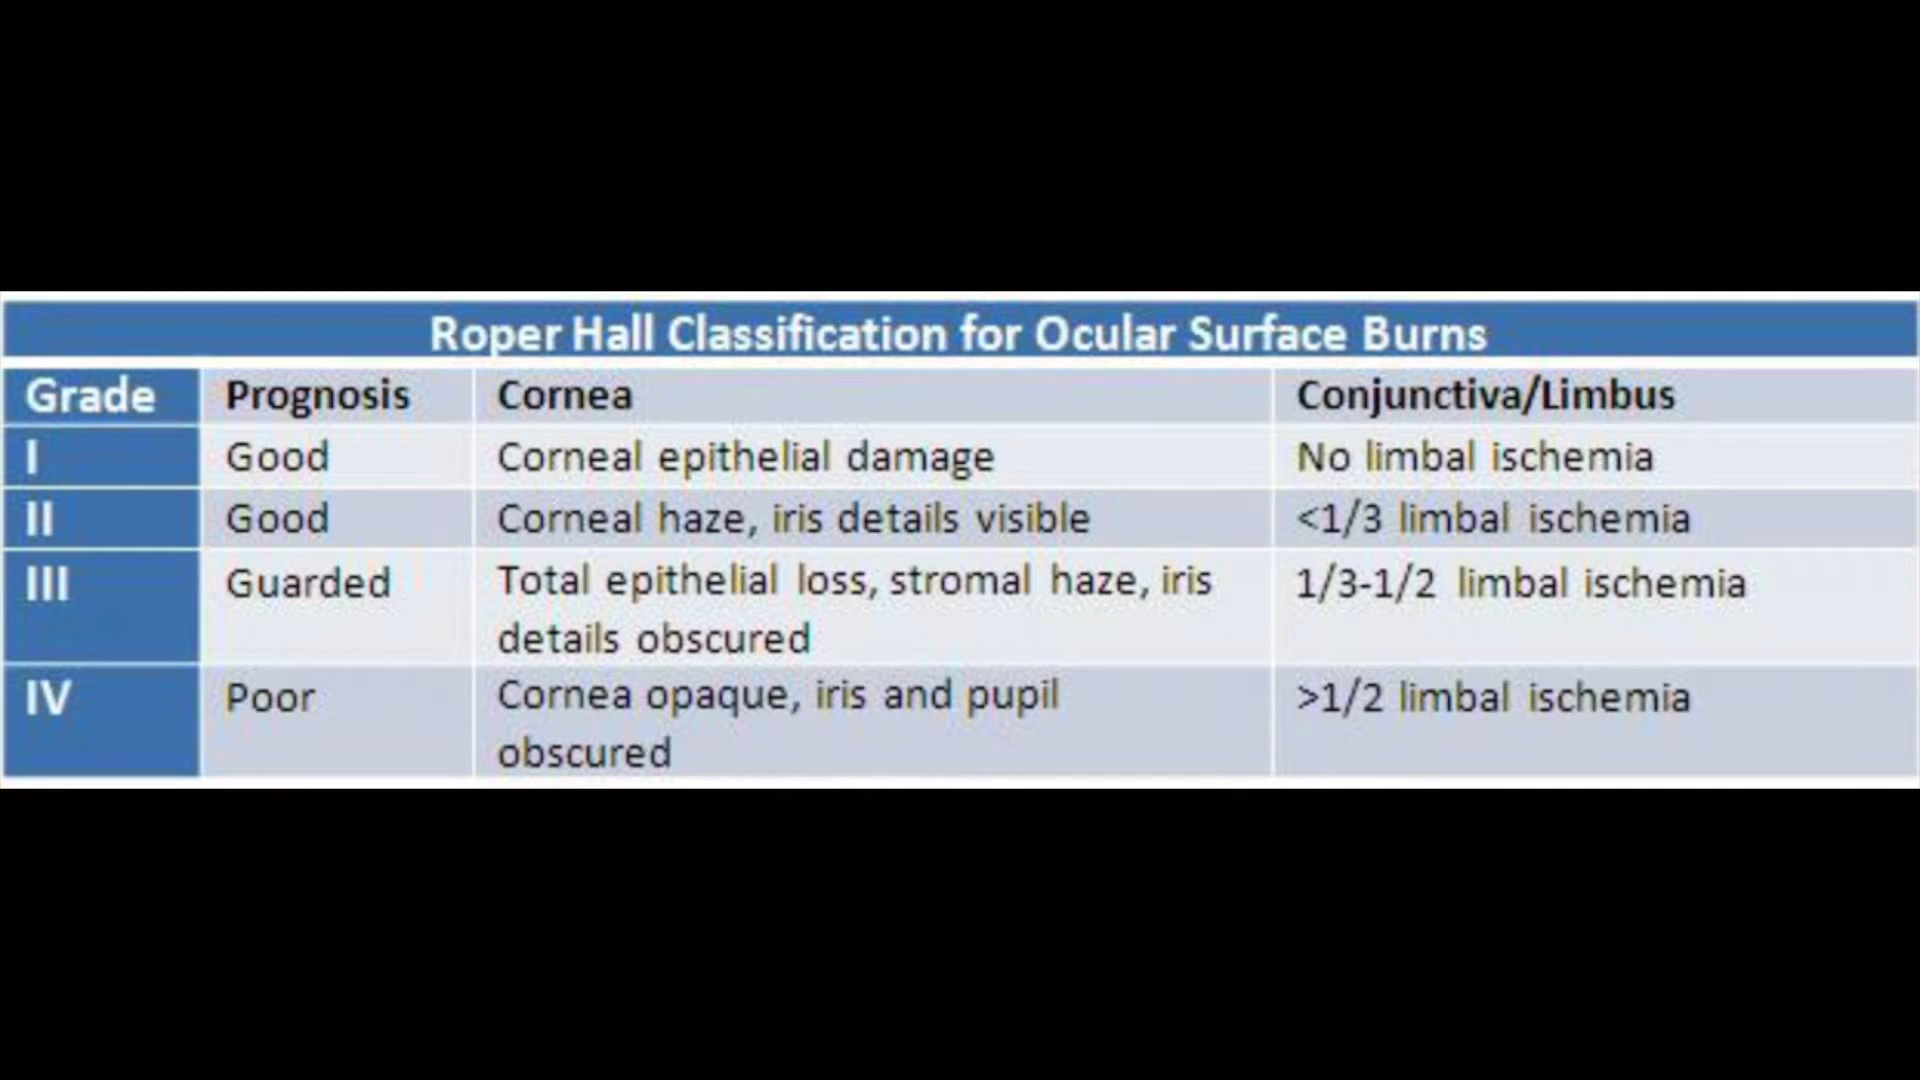 Roper Hall Classification for Ocular Surface Burns
Grade Prognosis Cornea Conjunctiva/Limbus
I Good Corneal epithelial damage No limbal ischemia
II Good Corneal haze, iris details visible <1/3 limbal ischemia
III Guarded Total epithelial loss, stromal haze, iris 1/3-1/2 limbal ischemia
details obscured
IV Poor Cornea opaque, iris and pupil >1/2 limbal ischemia
obscured